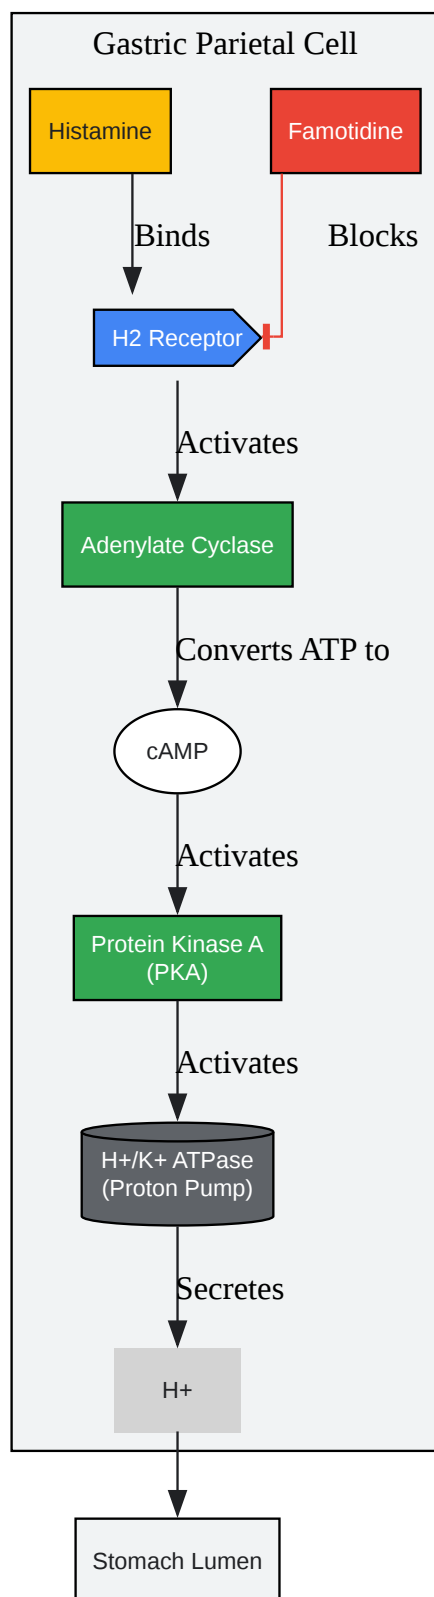 Gastric Parietal Cell
Histamine
Famotidine
Binds
Blocks
H2 Receptor
Activates
Adenylate Cyclase
Converts ATP to
cAMP
Activates
Protein Kinase A
(PKA)
Activates
H+/K+ ATPase
(Proton Pump)
Secretes
H+
Stomach Lumen